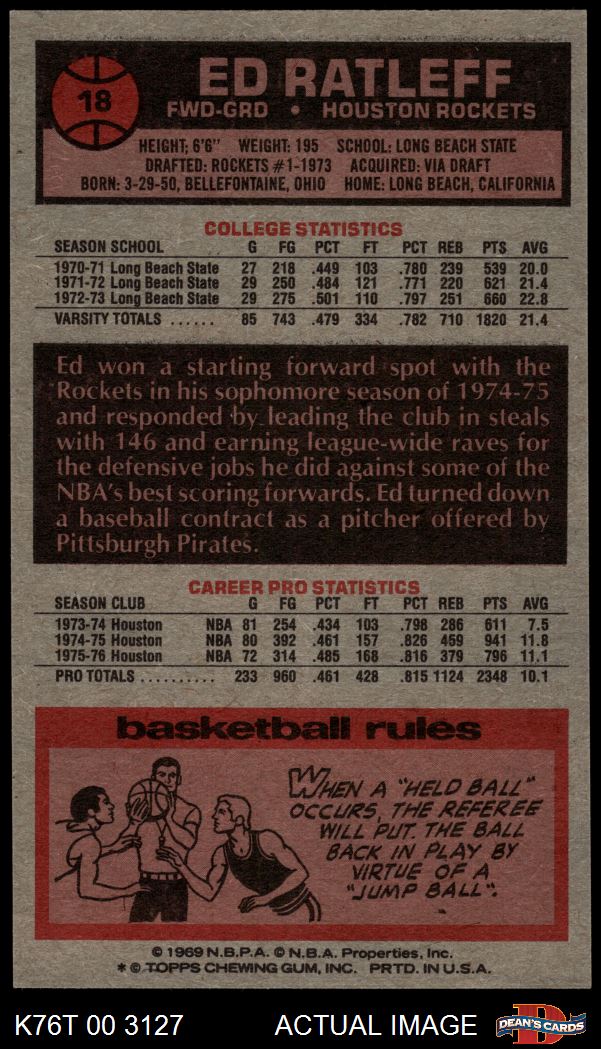 18
ED RATLEFF
FWD-GRD • HOUSTON ROCKETS
HEIGHT: 6'6" WEIGHT: 195 SCHOOL: LONG BEACH STATE
DRAFTED: ROCKETS #1-1973 ACQUIRED: VIA DRAFT
BORN: 3-29-50, BELLEFONTAINE, OHIO HOME: LONG BEACH, CALIFORNIA
COLLEGE STATISTICS
SEASON SCHOOL G FG PCT FT PCT REB PTS AVG
1970-71 Long Beach State 27 218 .449 103 .780 239 539 20.0
1971-72 Long Beach State 29 250 .484 121 .771 220 621 21.4
1972-73 Long Beach State 29 275 .501 110 .797 251 660 22.8
VARSITY TOTALS ...... 85 743 .479 334 .782 710 1820 21.4
Ed won a starting forward spot with the
Rockets in his sophomore season of 1974-75
and responded by leading the club in steals
with 146 and earning league-wide raves for
the defensive jobs he did against some of the
NBA's best scoring forwards. Ed turned down
a baseball contract as a pitcher offered by
Pittsburgh Pirates.
CAREER PRO STATISTICS
SEASON CLUB G FG PCT FT PCT REB PTS AVG
1973-74 Houston NBA 81 254 .434 103 .798 286 611 7.5
1974-75 Houston NBA 80 392 .461 157 .826 459 941 11.8
1975-76 Houston NBA 72 314 .485 168 .816 379 796 11.1
PRO TOTALS .......... 233 960 .461 428 .815 1124 2348 10.1
basketball rules
WHEN A "HELD BALL"
OCCURS, THE REFEREE
WILL PUT THE BALL
BACK IN PLAY BY
VIRTUE OF A
"JUMP BALL".
© 1969 N.B.P.A. © N.B.A. Properties, Inc.
* © TOPPS CHEWING GUM, INC. PRTD. IN U.S.A.
K76T 00 3127 ACTUAL IMAGE DEAN'S CARDS